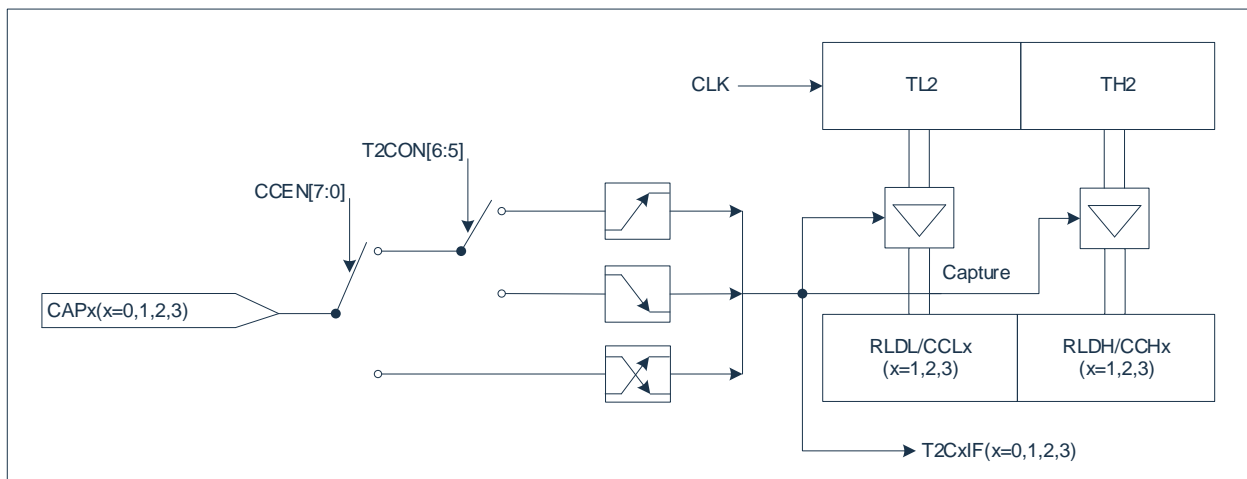 CLK
TL2
TH2
T2CON[6:5]
CCEN[7:0]
Capture
CAPx(x=0,1,2,3)
RLDL/CCLx
(x=1,2,3)
RLDH/CCHx
(x=1,2,3)
T2CxIF(x=0,1,2,3)